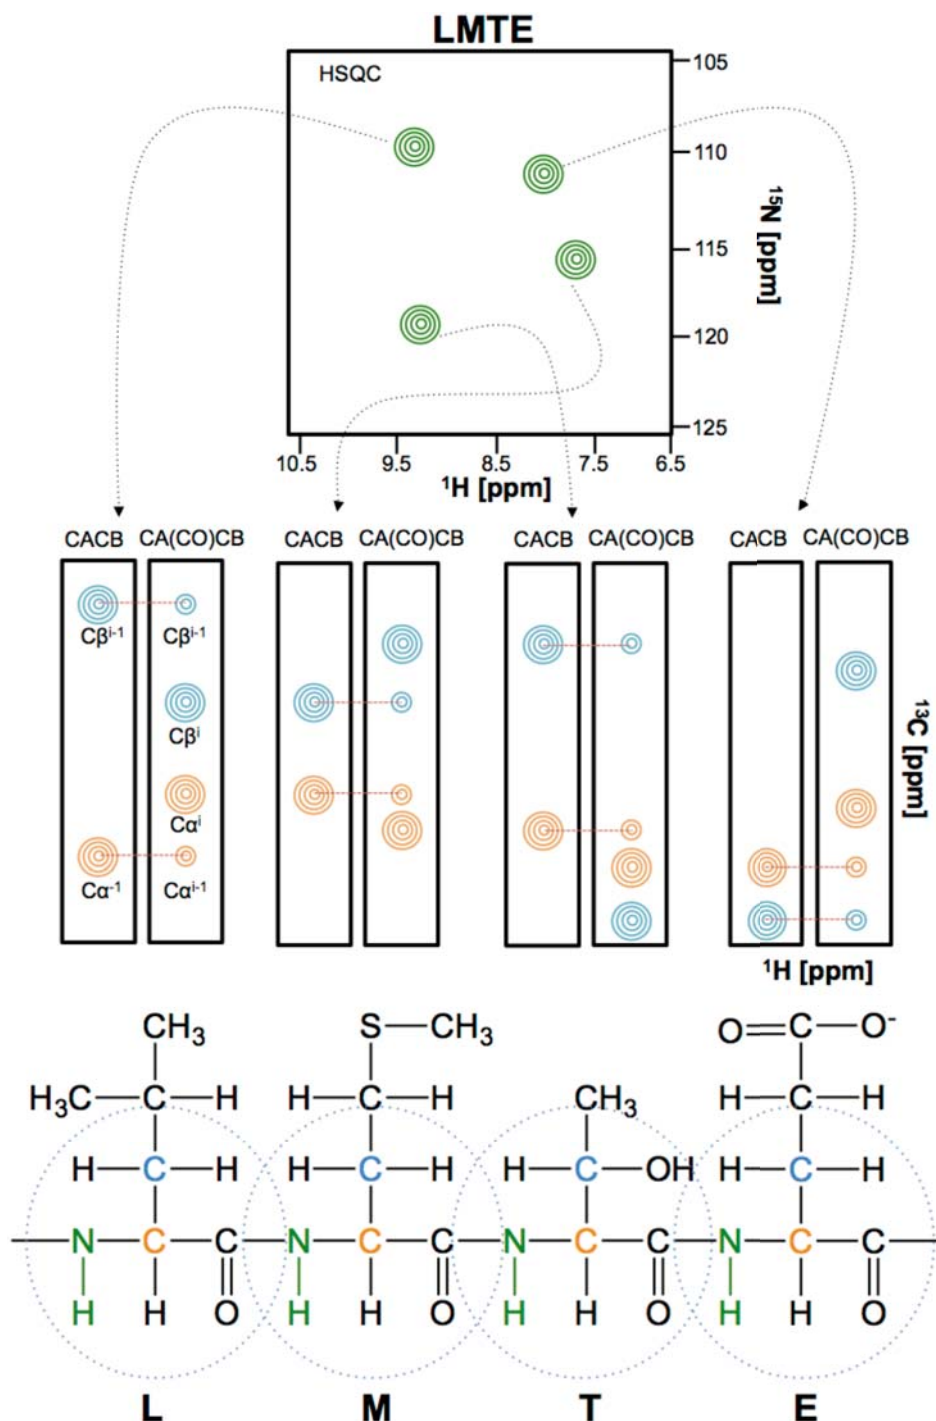 LMTE
HSQC
105
110
115
120
125
¹⁵N [ppm]
10.5 9.5 8.5 7.5 6.5
¹H [ppm]
CACB CA(CO)CB CACB CA(CO)CB CACB CA(CO)CB CACB CA(CO)CB
Cβⁱ⁻¹ Cβⁱ⁻¹
Cβⁱ
Cαⁱ
Cα⁻¹ Cαⁱ⁻¹
¹³C [ppm]
¹H [ppm]
CH₃ S CH₃ O C O⁻
H₃C C H H C H CH₃ H C H
H C H H C H H C OH H C H
N C C N C C N C C N C C
H H O H H O H H O H H O
L M T E